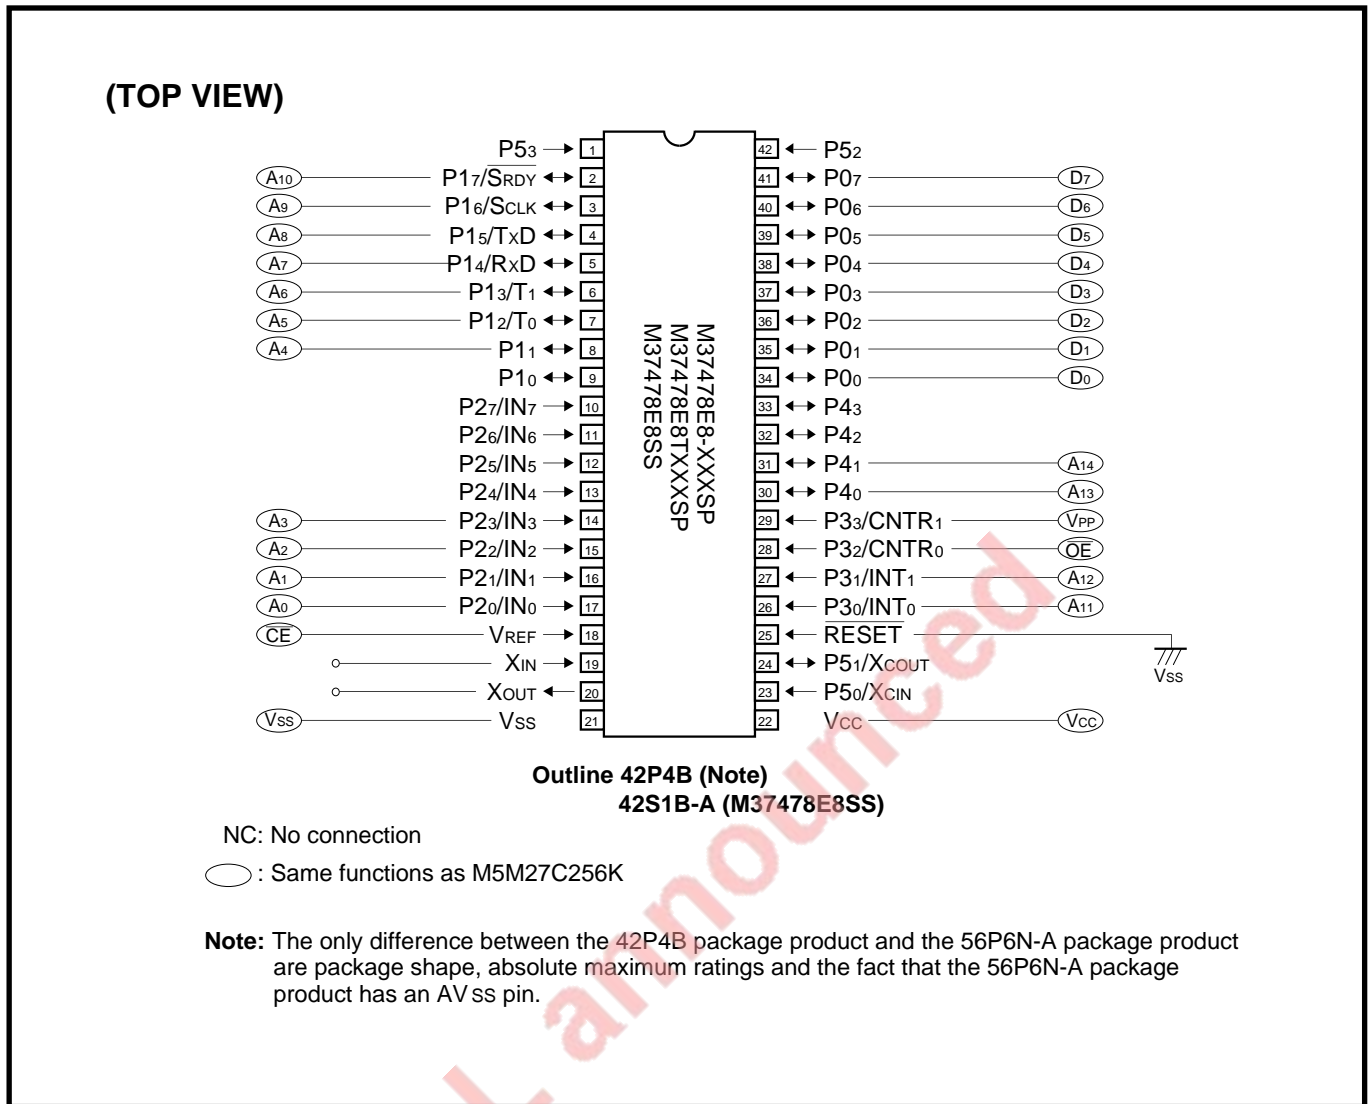 (TOP VIEW)
P53 1 42 P52
A10 P17/SRDY 2 41 P07 D7
A9 P16/SCLK 3 40 P06 D6
A8 P15/TXD 4 39 P05 D5
A7 P14/RXD 5 38 P04 D4
A6 P13/T1 6 37 P03 D3
A5 P12/T0 7 36 P02 D2
A4 P11 8 35 P01 D1
P10 9 34 P00 D0
P27/IN7 10 33 P43
P26/IN6 11 32 P42
P25/IN5 12 31 P41 A14
P24/IN4 13 30 P40 A13
A3 P23/IN3 14 29 P33/CNTR1 VPP
A2 P22/IN2 15 28 P32/CNTR0 OE
A1 P21/IN1 16 27 P31/INT1 A12
A0 P20/IN0 17 26 P30/INT0 A11
CE VREF 18 25 RESET
XIN 19 24 P51/XCOUT VSS
XOUT 20 23 P50/XCIN
VSS VSS 21 22 VCC VCC
M37478E8-XXXSP
M37478E8TXXXSP
M37478E8SS
Outline 42P4B (Note)
42S1B-A (M37478E8SS)
NC: No connection
: Same functions as M5M27C256K
Note: The only difference between the 42P4B package product and the 56P6N-A package product
are package shape, absolute maximum ratings and the fact that the 56P6N-A package
product has an AVSS pin.
L announced